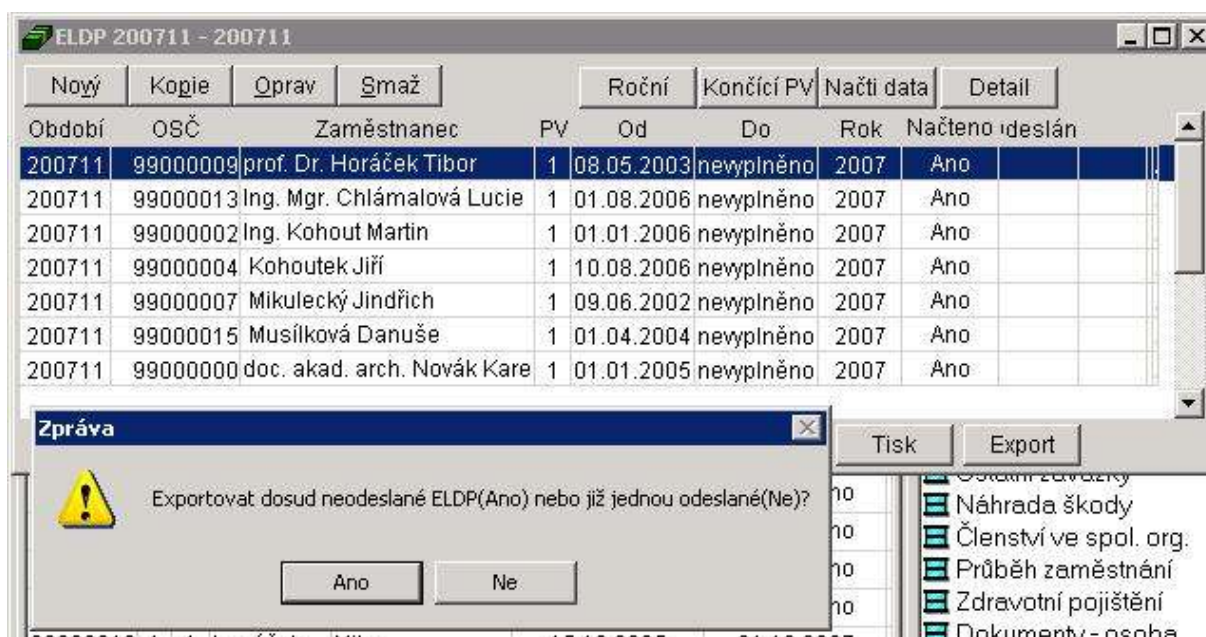 ELDP 200711 - 200711
Nový Kopie Oprav Smaž Roční Končící PV Načti data Detail
Období OSČ Zaměstnanec PV Od Do Rok Načteno deslán
200711 99000009 prof. Dr. Horáček Tibor 1 08.05.2003 nevyplněno 2007 Ano
200711 99000013 Ing. Mgr. Chlámalová Lucie 1 01.08.2006 nevyplněno 2007 Ano
200711 99000002 Ing. Kohout Martin 1 01.01.2006 nevyplněno 2007 Ano
200711 99000004 Kohoutek Jiří 1 10.08.2006 nevyplněno 2007 Ano
200711 99000007 Mikulecký Jindřich 1 09.06.2002 nevyplněno 2007 Ano
200711 99000015 Musílková Danuše 1 01.04.2004 nevyplněno 2007 Ano
200711 99000000 doc. akad. arch. Novák Kare 1 01.01.2005 nevyplněno 2007 Ano
Tisk Export
Zpráva
Exportovat dosud neodeslané ELDP(Ano) nebo již jednou odeslané(Ne)?
Ano Ne
Ostatní závazky
Náhrada škody
Členství ve spol. org.
Průběh zaměstnání
Zdravotní pojištění
Dokumenty - osoba